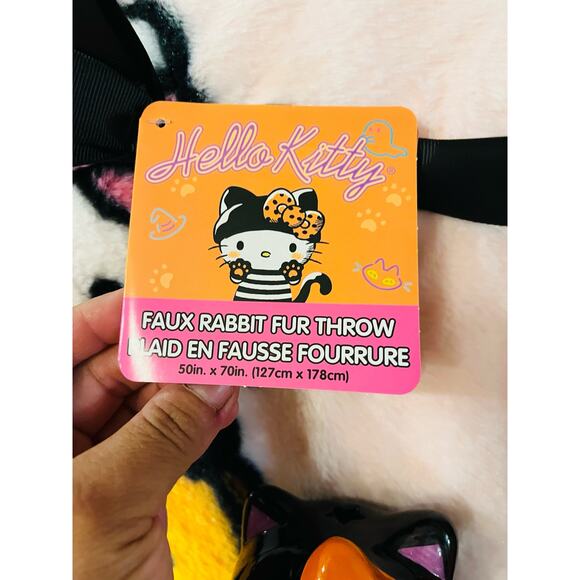 Hello Kitty®
FAUX RABBIT FUR THROW
PLAID EN FAUSSE FOURRURE
50in. x 70in. (127cm x 178cm)